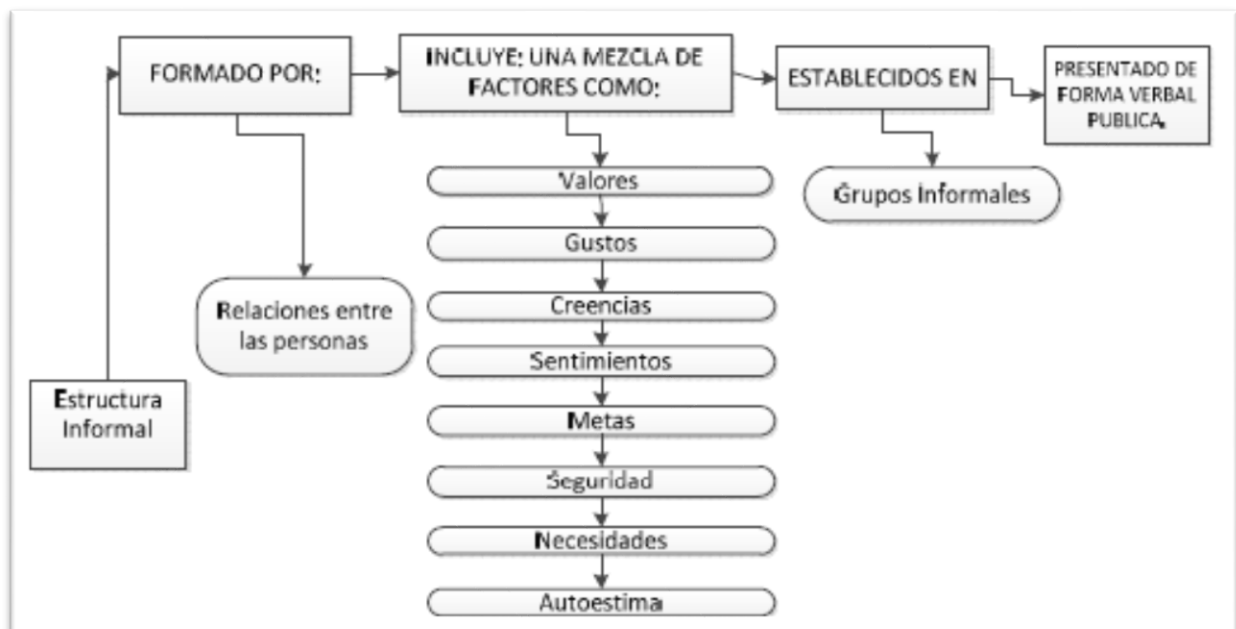 FORMADO POR:
INCLUYE: UNA MEZCLA DE
FACTORES COMO:
ESTABLECIDOS EN
PRESENTADO DE
FORMA VERBAL
PUBLICA.
Valores
Gustos
Creencias
Sentimientos
Metas
Seguridad
Necesidades
Autoestima
Grupos Informales
Relaciones entre
las personas
Estructura
Informal